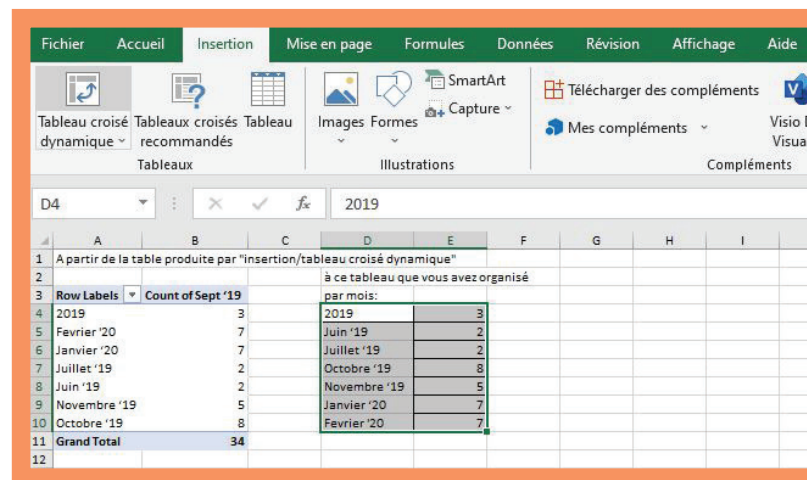 Fichier Accueil Insertion Mise en page Formules Données Révision Affichage Aide
Tableau croisé dynamique
Tableaux croisés recommandés
Tableau
Tableaux
Images
Formes
SmartArt
Capture
Illustrations
Télécharger des compléments
Mes compléments
Visio
Visua
Compléments
D4 fx 2019
A B C D E F G H I
1 A partir de la table produite par "insertion/tableau croisé dynamique"
2 à ce tableau que vous avez organisé
3 Row Labels Count of Sept ‘19 par mois:
4 2019 3 2019 3
5 Fevrier ‘20 7 Juin ‘19 2
6 Janvier ‘20 7 Juillet ‘19 2
7 Juillet ‘19 2 Octobre ‘19 8
8 Juin ‘19 2 Novembre ‘19 5
9 Novembre ‘19 5 Janvier ‘20 7
10 Octobre ‘19 8 Fevrier ‘20 7
11 Grand Total 34
12